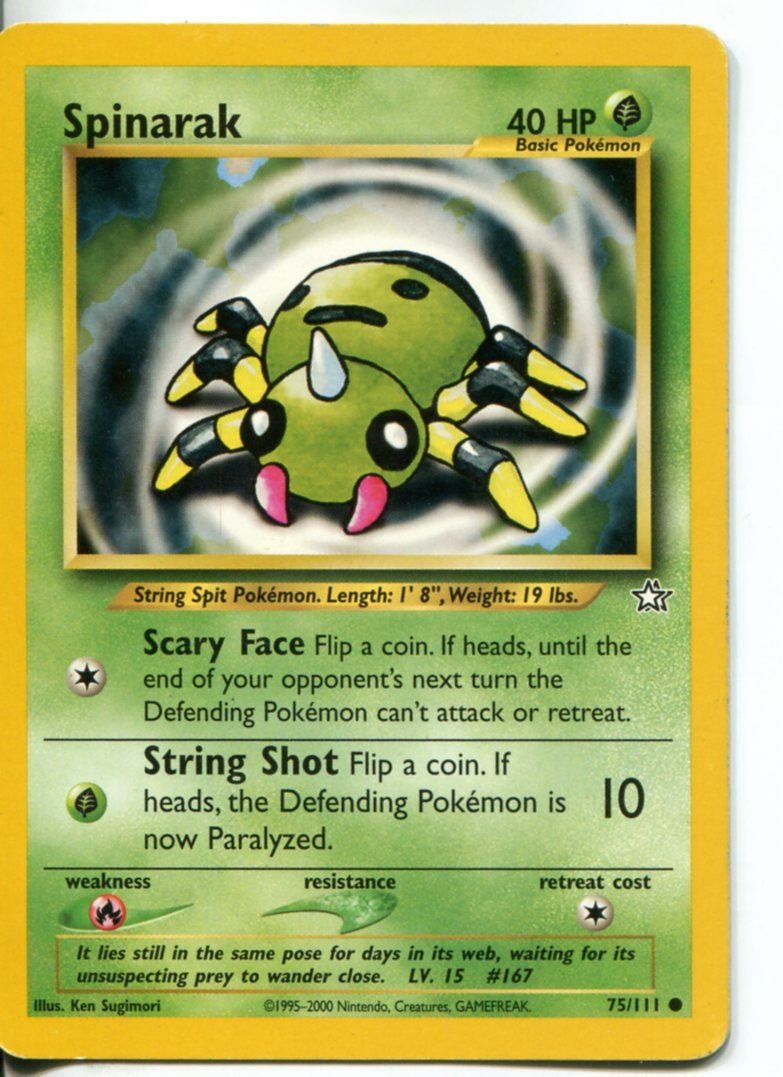 Spinarak
40 HP
Basic Pokémon
String Spit Pokémon. Length: 1' 8", Weight: 19 lbs.
Scary Face Flip a coin. If heads, until the
end of your opponent's next turn the
Defending Pokémon can't attack or retreat.
String Shot Flip a coin. If
heads, the Defending Pokémon is
now Paralyzed.
10
weakness
resistance
retreat cost
It lies still in the same pose for days in its web, waiting for its
unsuspecting prey to wander close. LV. 15 #167
Illus. Ken Sugimori
©1995–2000 Nintendo, Creatures, GAMEFREAK.
75/111